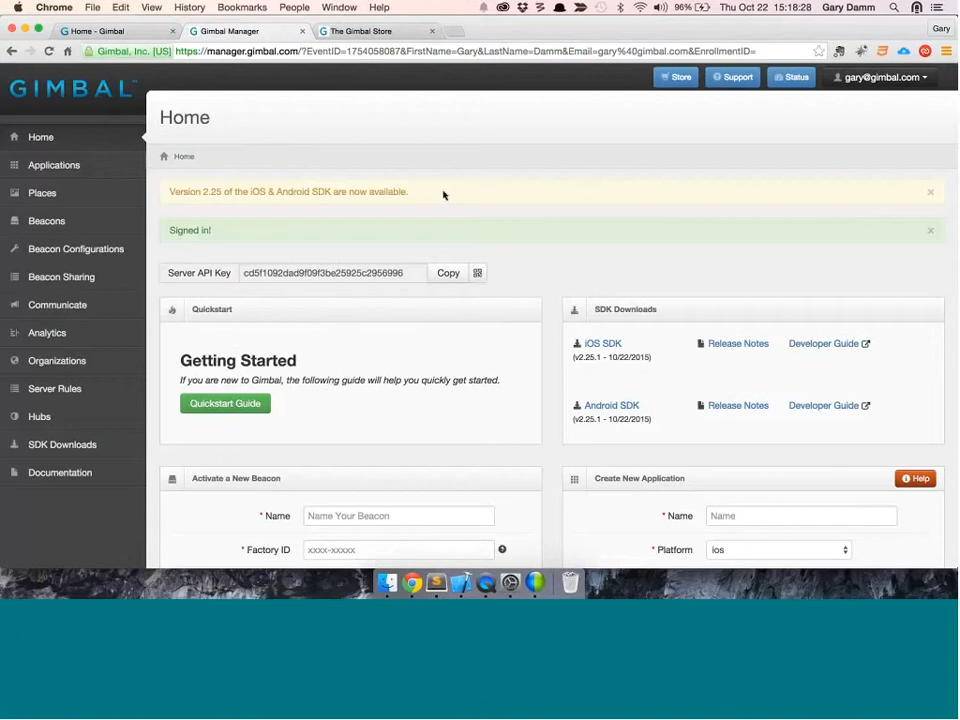 Chrome File Edit View History Bookmarks People Window Help 96% Thu Oct 22 15:18:28 Gary Damm
Home - Gimbal × Gimbal Manager × The Gimbal Store × Gary
Gimbal, Inc. [US] https://manager.gimbal.com/?EventID=1754058087&FirstName=Gary&LastName=Damm&Email=gary%40gimbal.com&EnrollmentID=
GIMBAL Store Support Status gary@gimbal.com
Home
Applications
Places
Beacons
Beacon Configurations
Beacon Sharing
Communicate
Analytics
Organizations
Server Rules
Hubs
SDK Downloads
Documentation
Home
Home
Version 2.25 of the iOS & Android SDK are now available. ×
Signed in! ×
Server API Key cd5f1092dad9f09f3be25925c2956996 Copy
Quickstart
Getting Started
If you are new to Gimbal, the following guide will help you quickly get started.
Quickstart Guide
SDK Downloads
iOS SDK Release Notes Developer Guide
(v2.25.1 - 10/22/2015)
Android SDK Release Notes Developer Guide
(v2.25.1 - 10/22/2015)
Activate a New Beacon
* Name Name Your Beacon
* Factory ID xxxx-xxxxx
Create New Application Help
* Name Name
* Platform ios